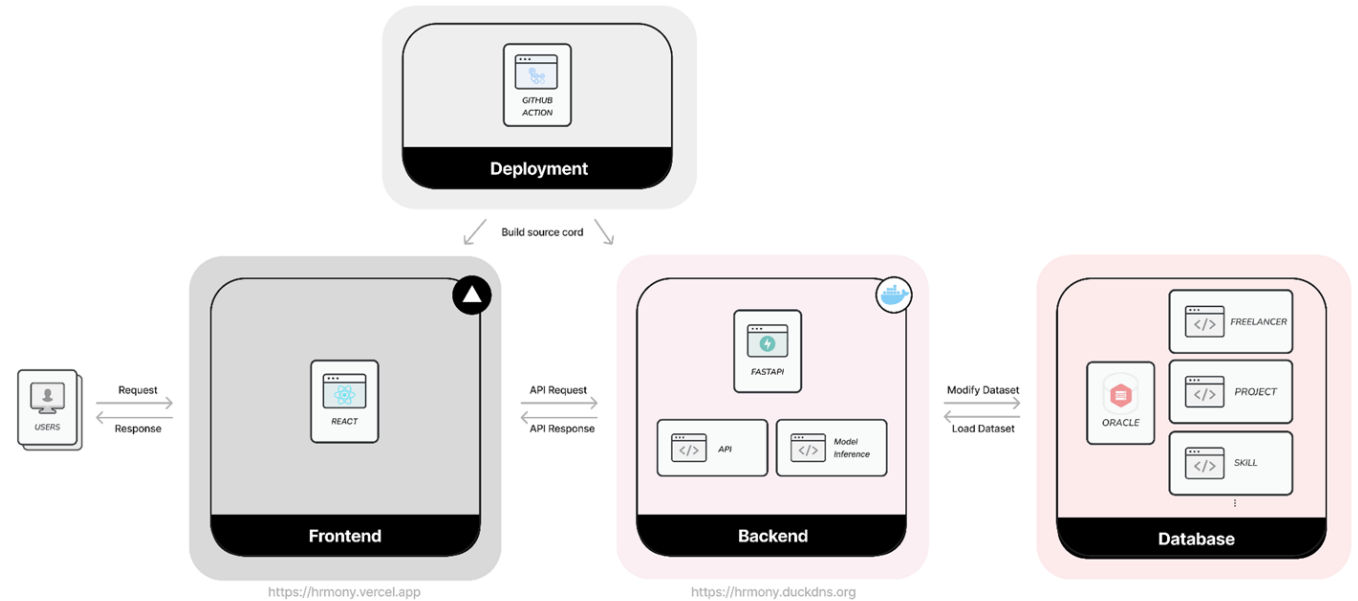 GITHUB
ACTION
Deployment
Build source cord
USERS
Request
Response
REACT
Frontend
https://hrmony.vercel.app
API Request
API Response
FASTAPI
API
Model
Inference
Backend
https://hrmony.duckdns.org
Modify Dataset
Load Dataset
ORACLE
FREELANCER
PROJECT
SKILL
Database